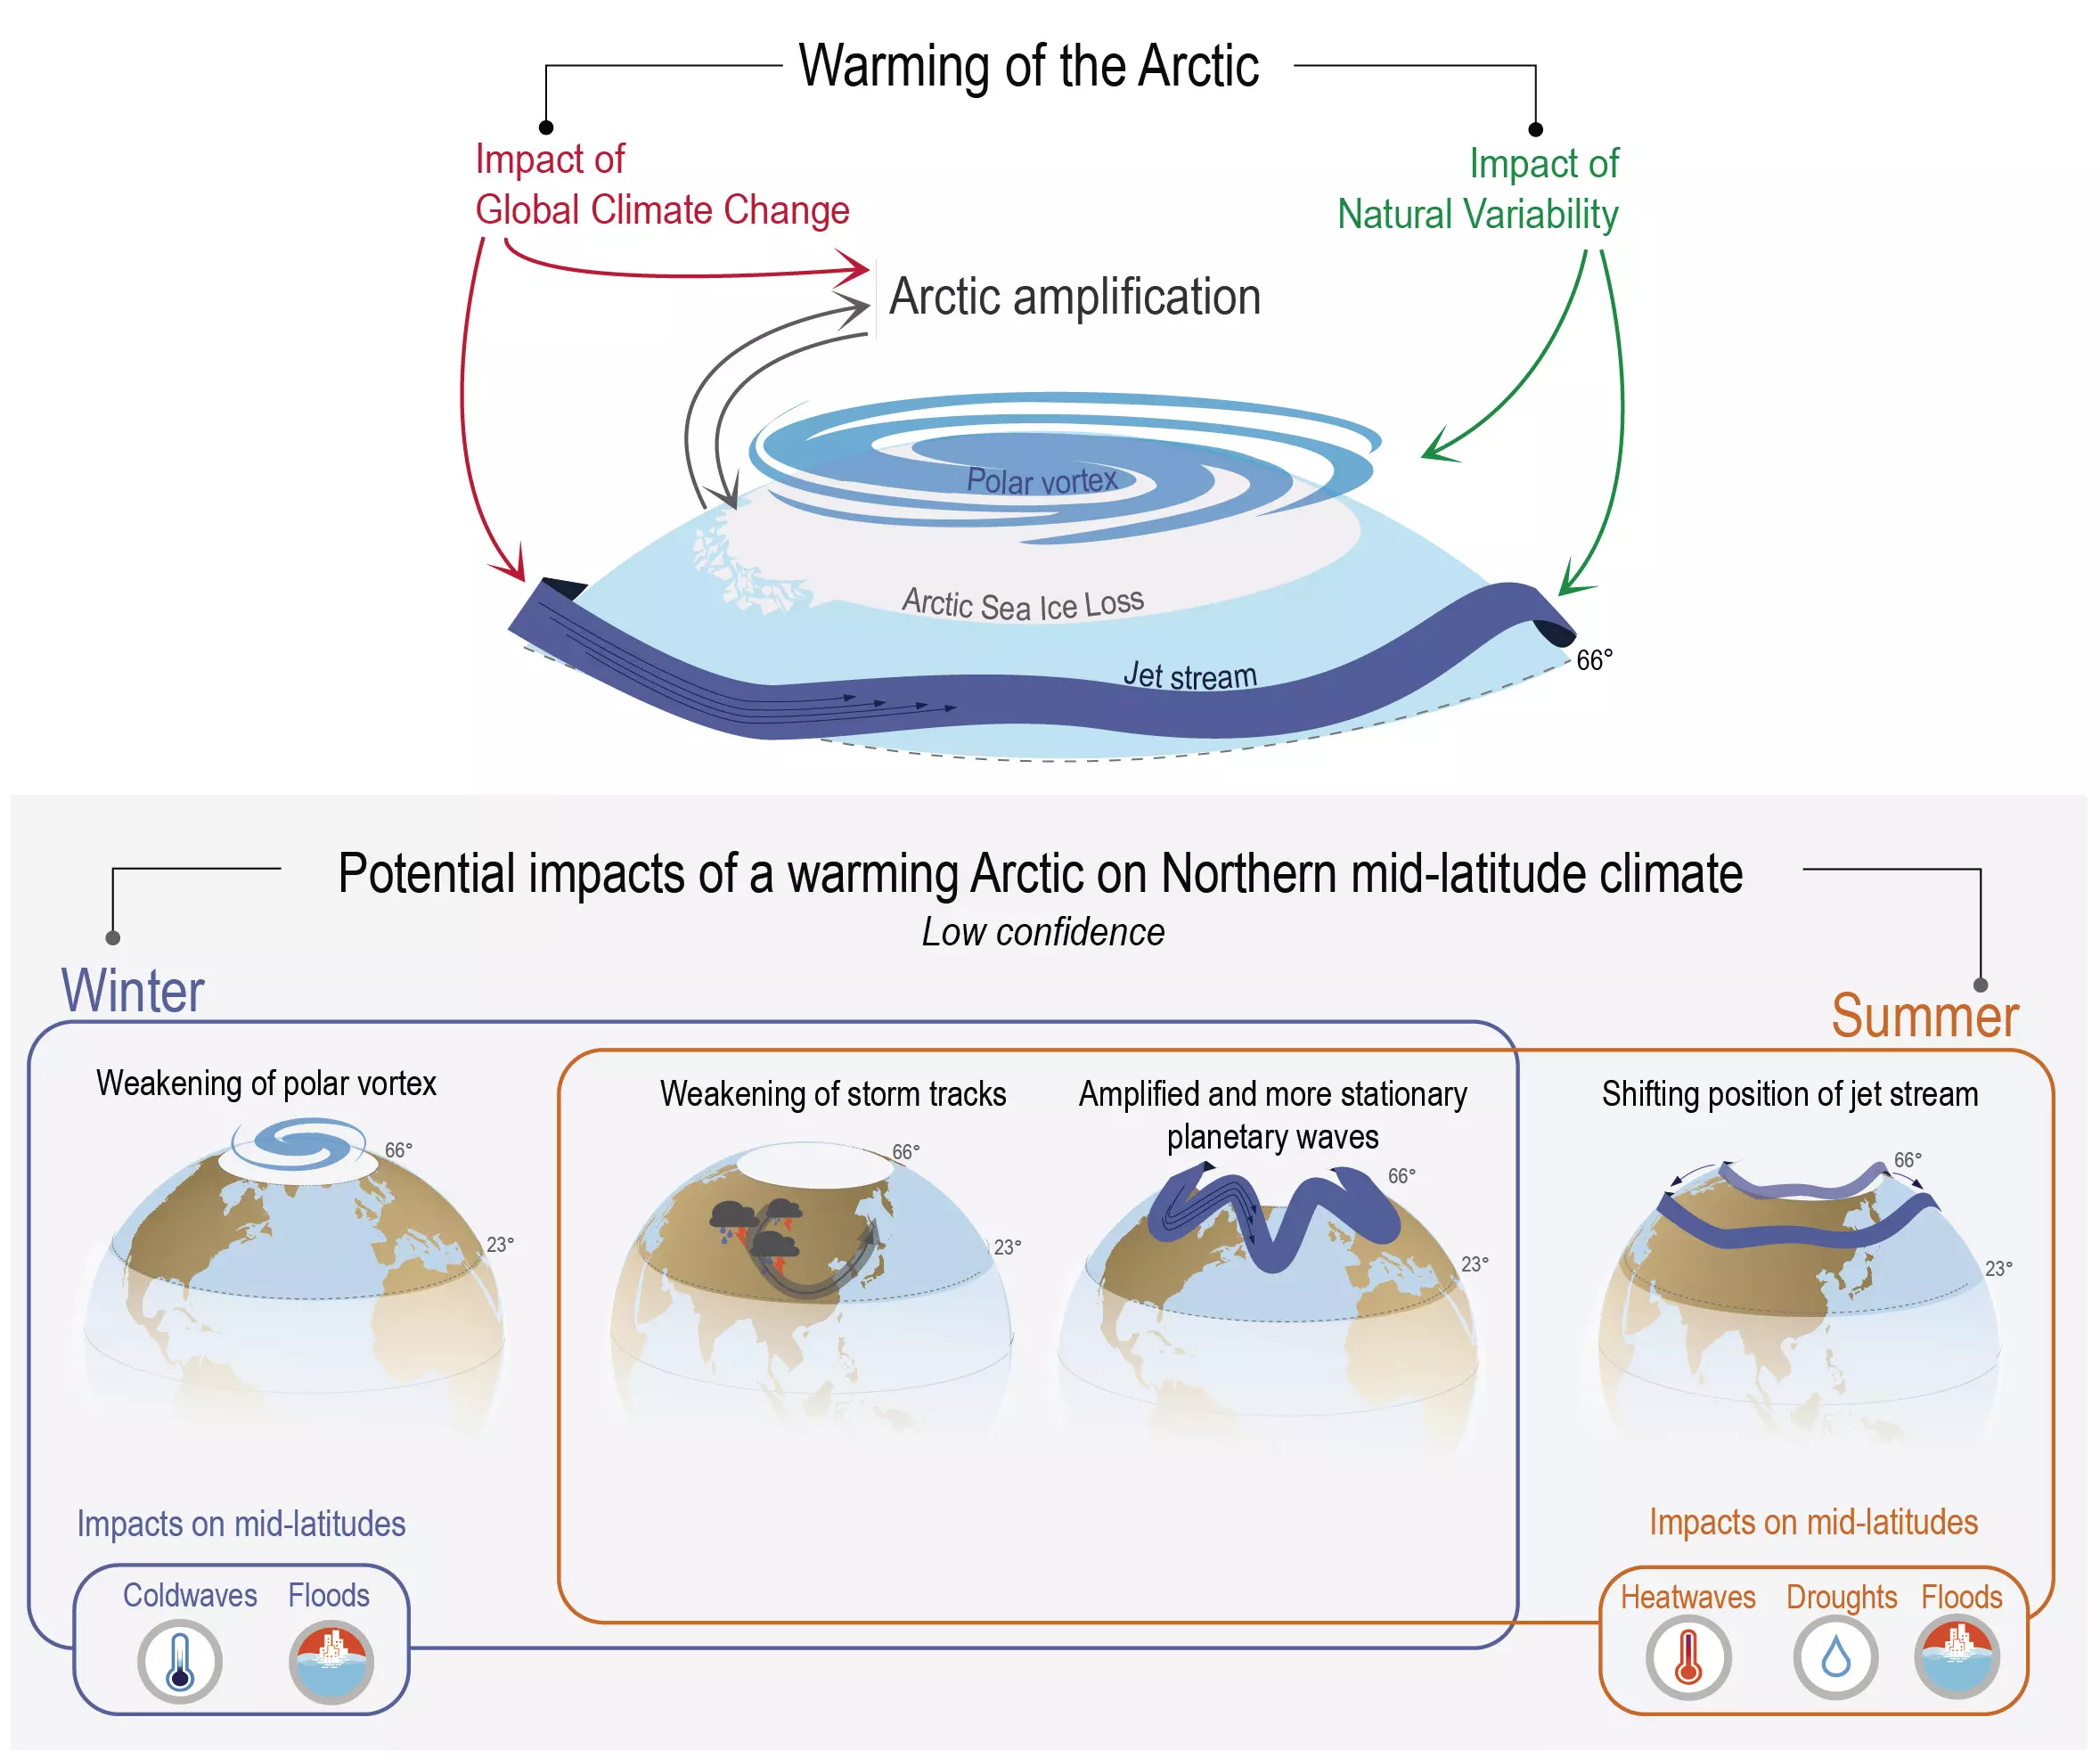 Warming of the Arctic
Impact of
Global Climate Change
Impact of
Natural Variability
Arctic amplification
Polar vortex
Arctic Sea Ice Loss
Jet stream
66°
Potential impacts of a warming Arctic on Northern mid-latitude climate
Low confidence
Winter
Summer
Weakening of polar vortex
66°
23°
Weakening of storm tracks
66°
23°
Amplified and more stationary
planetary waves
66°
23°
Shifting position of jet stream
66°
23°
Impacts on mid-latitudes
Coldwaves
Floods
Impacts on mid-latitudes
Heatwaves
Droughts
Floods